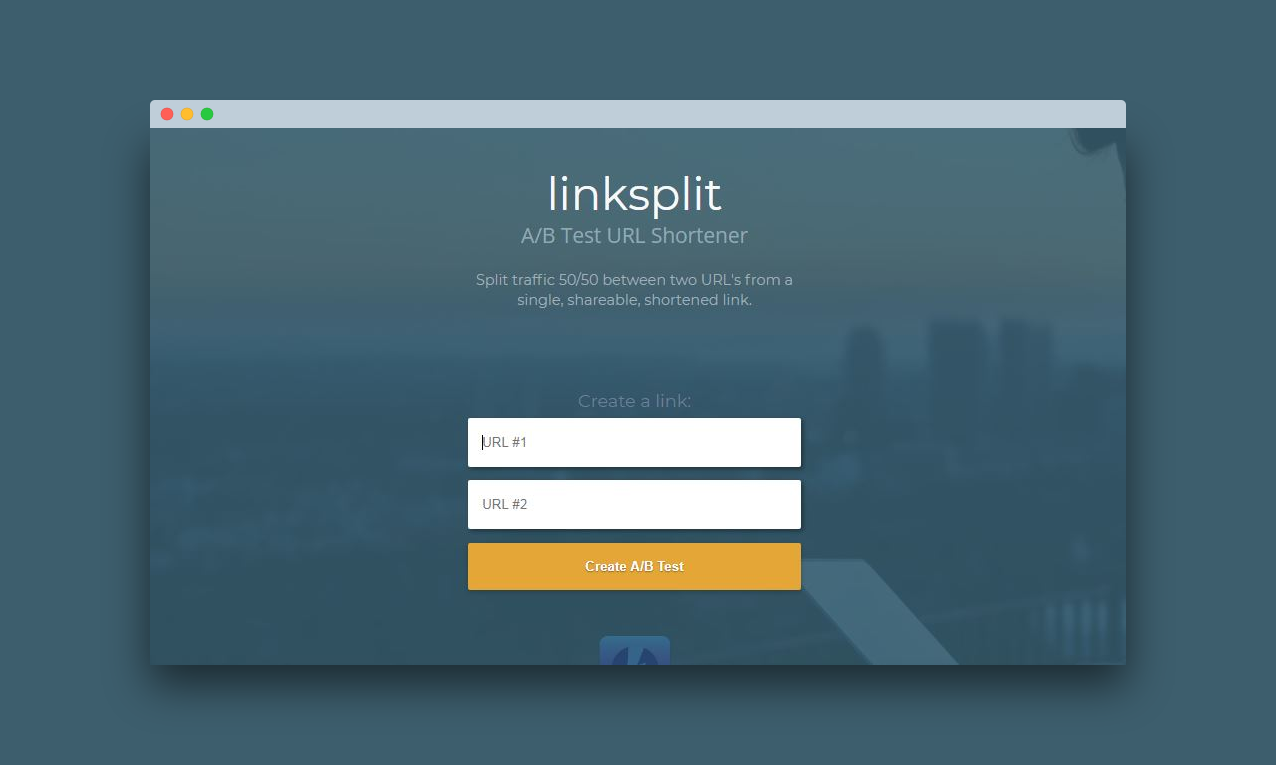 linksplit
A/B Test URL Shortener
Split traffic 50/50 between two URL's from a
single, shareable, shortened link.
Create a link:
URL #1
URL #2
Create A/B Test